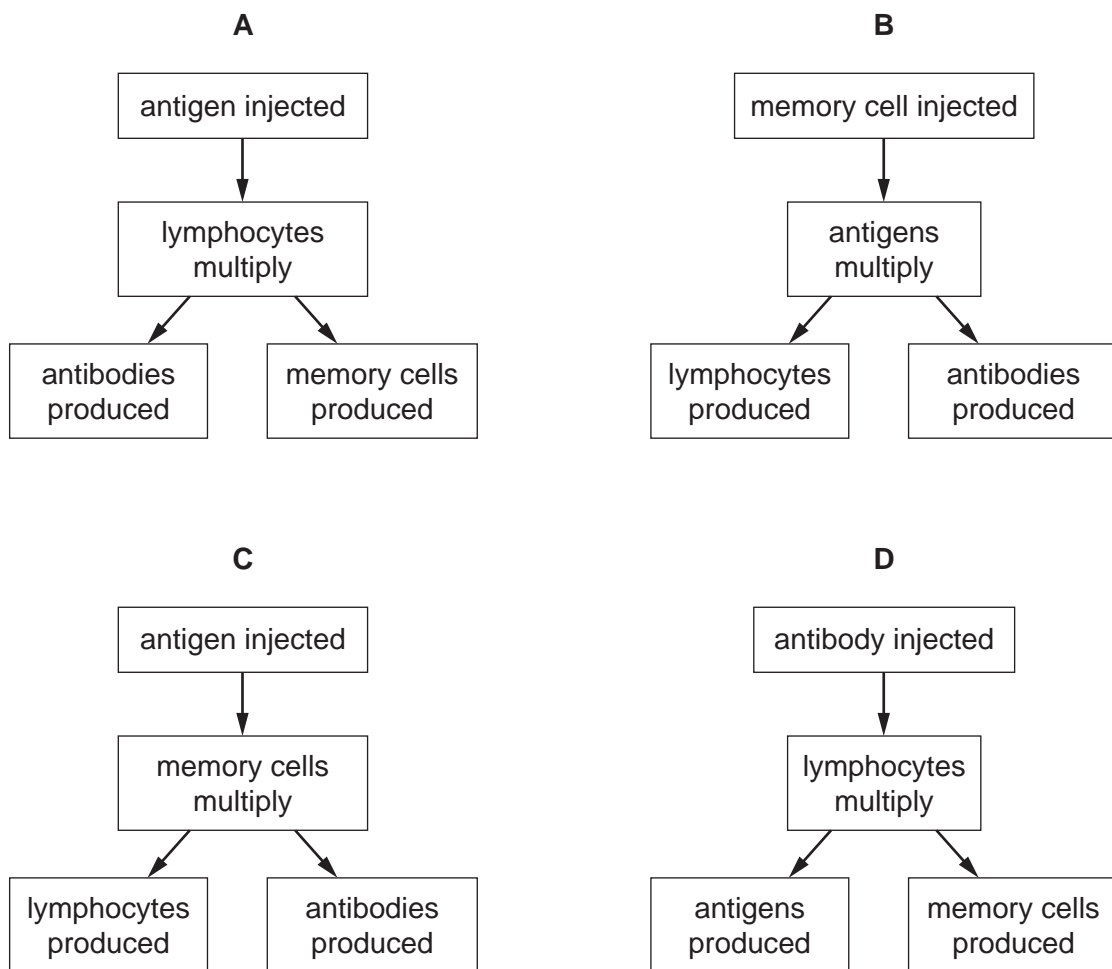 A
antigen injected
lymphocytes
multiply
antibodies
produced
memory cells
produced
B
memory cell injected
antigens
multiply
lymphocytes
produced
antibodies
produced
C
antigen injected
memory cells
multiply
lymphocytes
produced
antibodies
produced
D
antibody injected
lymphocytes
multiply
antigens
produced
memory cells
produced